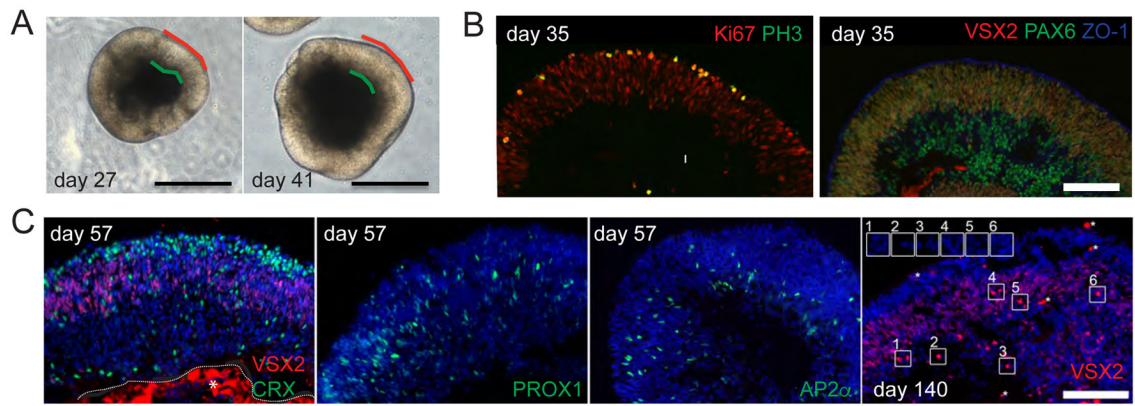 A
day 27
day 41
B
day 35
Ki67 PH3
day 35
VSX2 PAX6 ZO-1
C
day 57
VSX2
CRX
*
day 57
PROX1
day 57
AP2α
1 2 3 4 5 6
*
*
*
4
5
6
*
1
2
3
day 140
VSX2
*